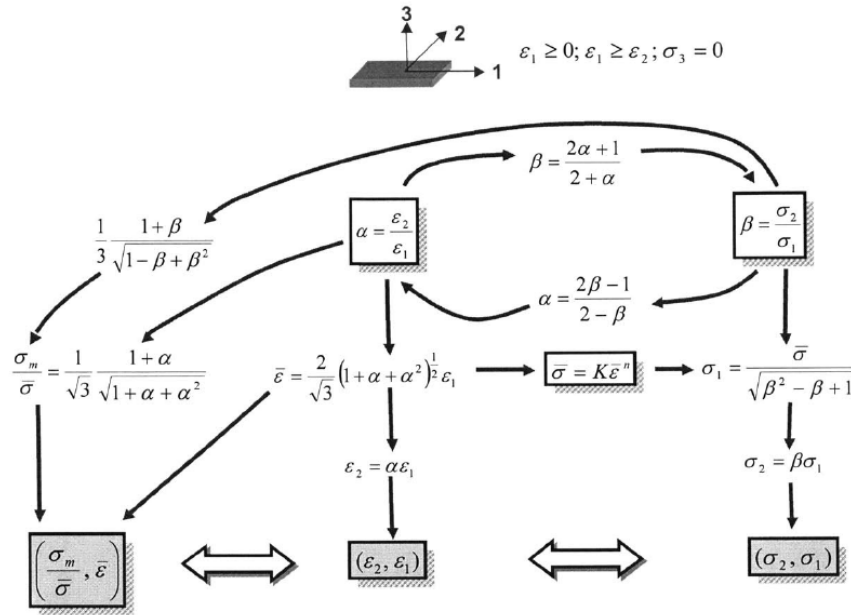 3
2
1
ε₁ ≥ 0; ε₁ ≥ ε₂; σ₃ = 0
β = (2α + 1)/(2 + α)
(1/3) (1 + β)/√(1 − β + β²)
α = ε₂/ε₁
β = σ₂/σ₁
α = (2β − 1)/(2 − β)
σₘ/σ̅ = (1/√3) (1 + α)/√(1 + α + α²)
ε̅ = (2/√3) (1 + α + α²)^(1/2) ε₁
σ̅ = Kε̅ⁿ
σ₁ = σ̅/√(β² − β + 1)
ε₂ = αε₁
σ₂ = βσ₁
(σₘ/σ̅, ε̅)
(ε₂, ε₁)
(σ₂, σ₁)